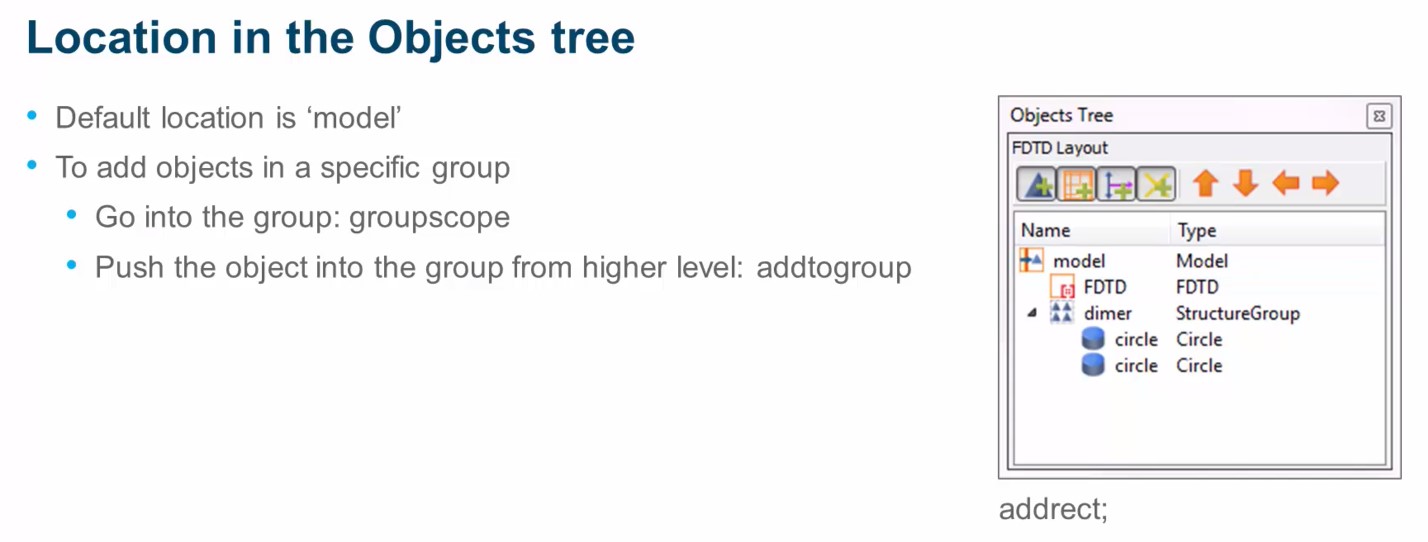 Location in the Objects tree
• Default location is ‘model’
• To add objects in a specific group
• Go into the group: groupscope
• Push the object into the group from higher level: addtogroup
Objects Tree
FDTD Layout
Name Type
model Model
FDTD FDTD
dimer StructureGroup
circle Circle
circle Circle
addrect;